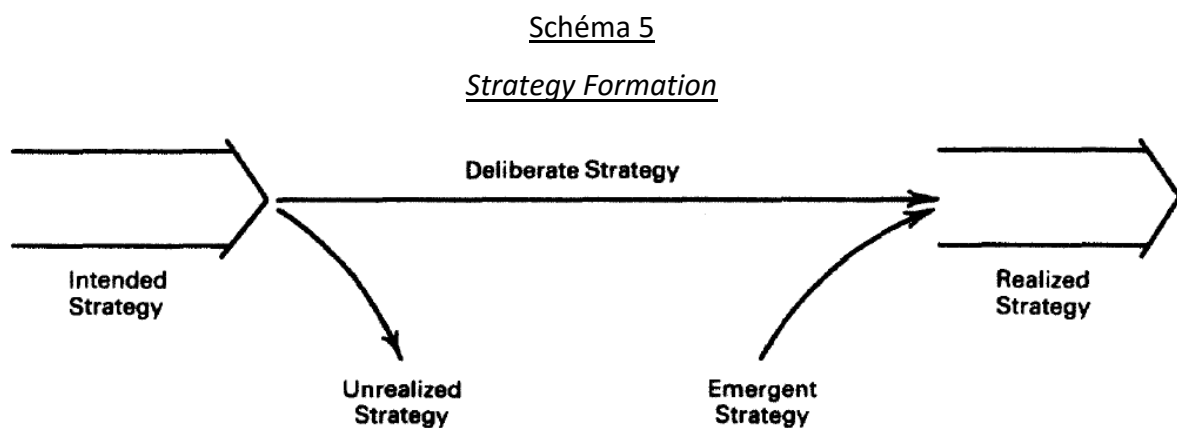 Schéma 5
Strategy Formation
Deliberate Strategy
Intended
Strategy
Realized
Strategy
Unrealized
Strategy
Emergent
Strategy